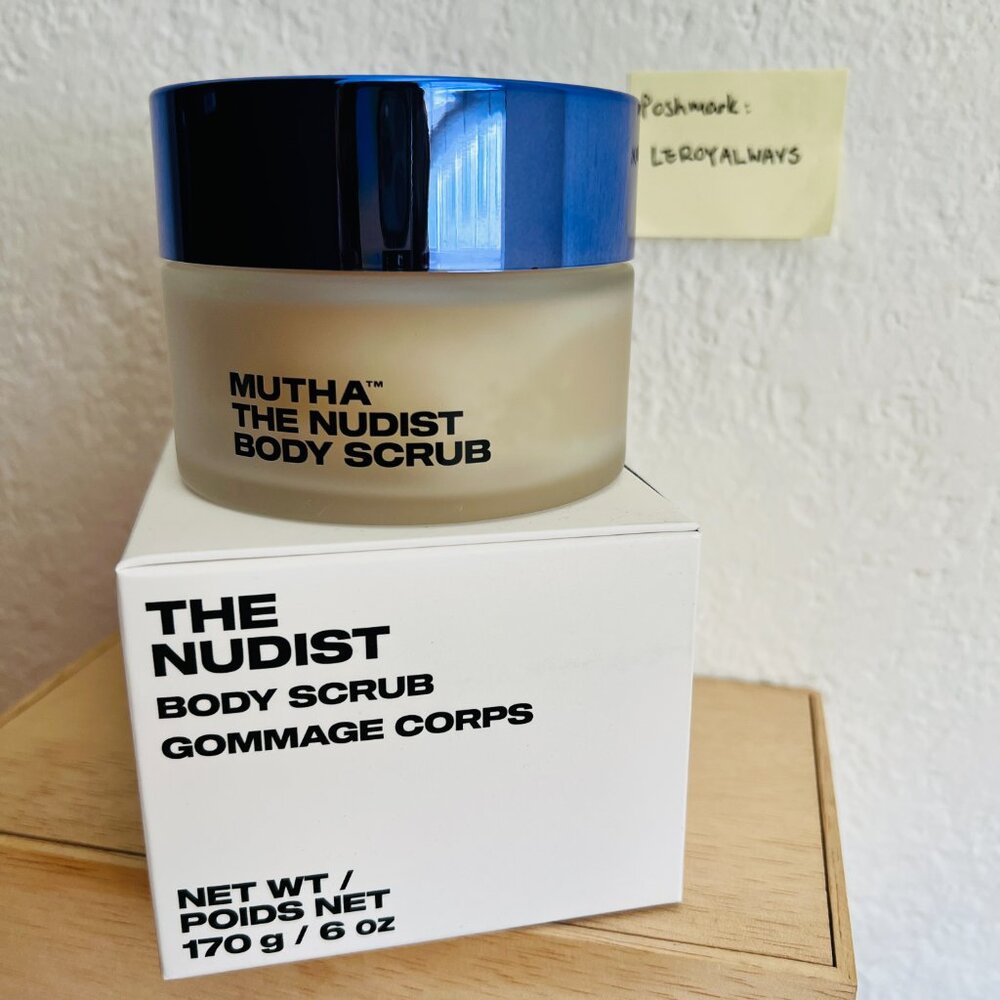 Poshmark:
LEROYALWAYS
MUTHA™
THE NUDIST
BODY SCRUB
THE
NUDIST
BODY SCRUB
GOMMAGE CORPS
NET WT /
POIDS NET
170 g / 6 oz